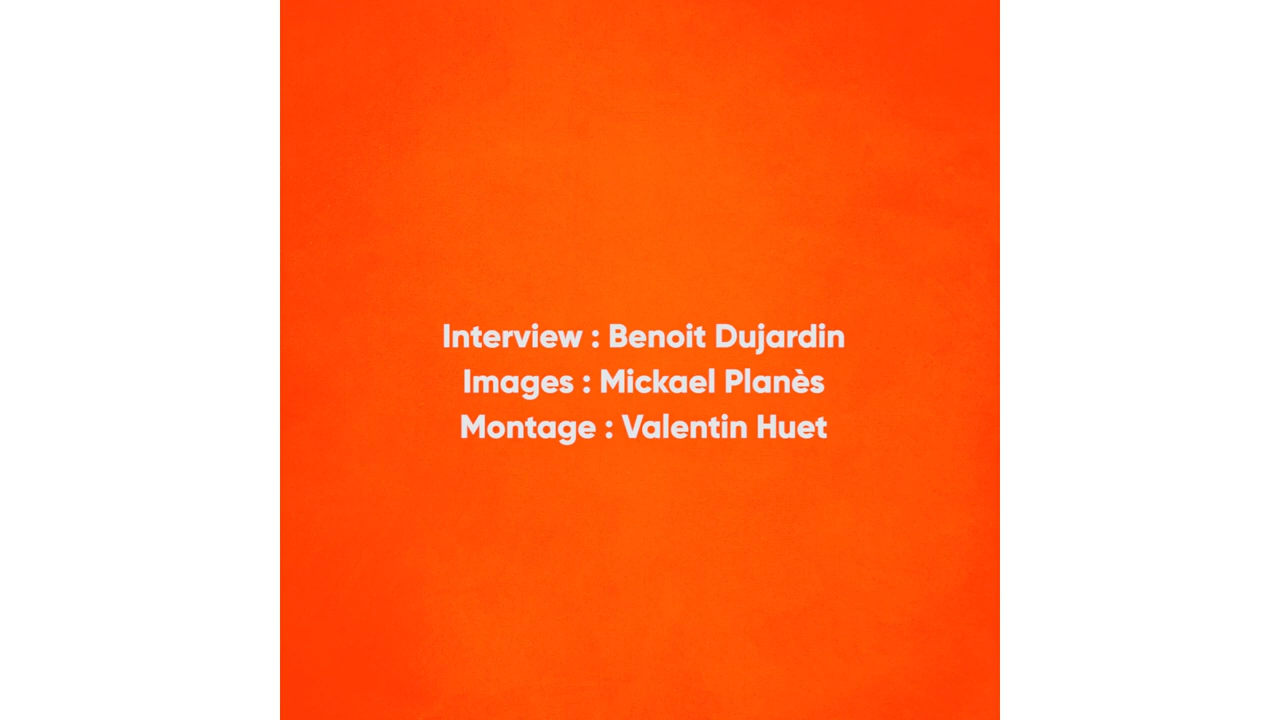 Interview : Benoit Dujardin
Images : Mickael Planès
Montage : Valentin Huet